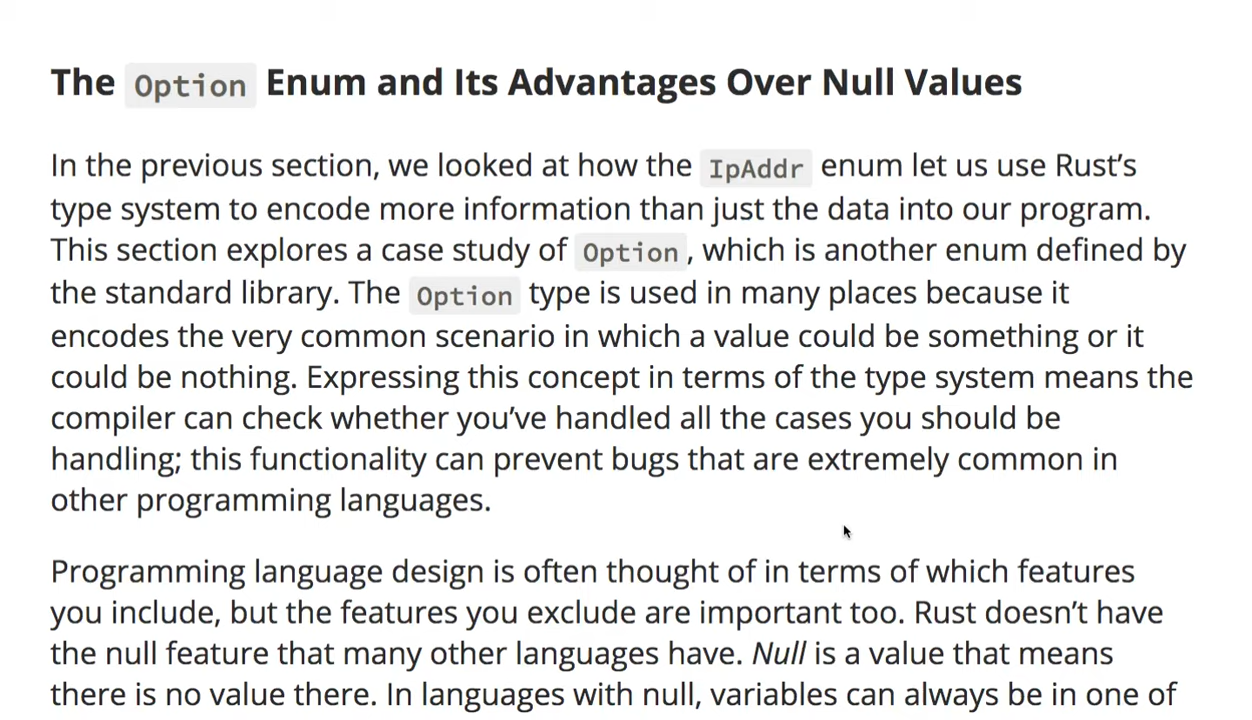 The Option Enum and Its Advantages Over Null Values
In the previous section, we looked at how the IpAddr enum let us use Rust’s
type system to encode more information than just the data into our program.
This section explores a case study of Option, which is another enum defined by
the standard library. The Option type is used in many places because it
encodes the very common scenario in which a value could be something or it
could be nothing. Expressing this concept in terms of the type system means the
compiler can check whether you’ve handled all the cases you should be
handling; this functionality can prevent bugs that are extremely common in
other programming languages.
Programming language design is often thought of in terms of which features
you include, but the features you exclude are important too. Rust doesn’t have
the null feature that many other languages have. Null is a value that means
there is no value there. In languages with null, variables can always be in one of